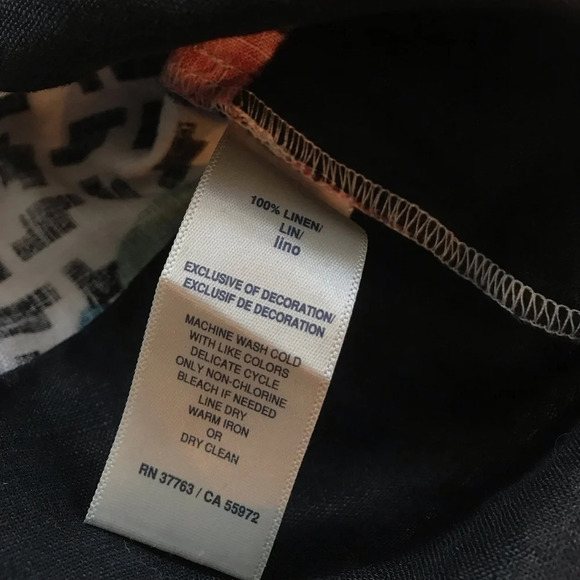 100% LINEN/
LIN/
lino
EXCLUSIVE OF DECORATION/
EXCLUSIF DE DECORATION
MACHINE WASH COLD
WITH LIKE COLORS
DELICATE CYCLE
ONLY NON-CHLORINE
BLEACH IF NEEDED
LINE DRY
WARM IRON
OR
DRY CLEAN
RN 37763 / CA 55972